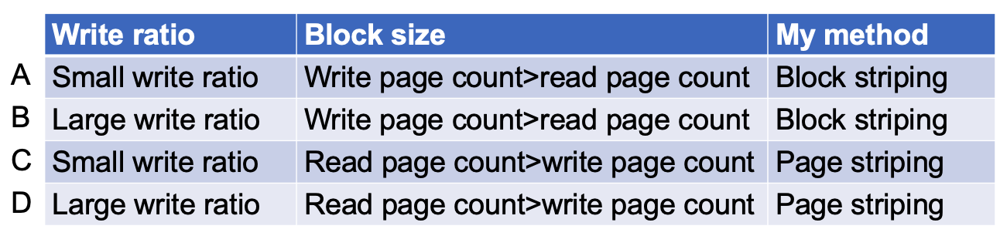 Write ratio Block size My method
A Small write ratio Write page count>read page count Block striping
B Large write ratio Write page count>read page count Block striping
C Small write ratio Read page count>write page count Page striping
D Large write ratio Read page count>write page count Page striping